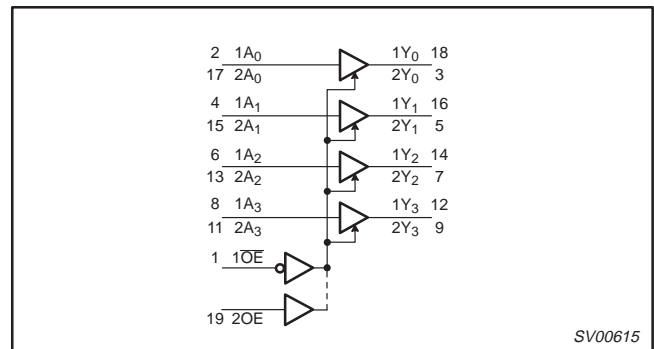 2 1A0 1Y0 18
17 2A0 2Y0 3
4 1A1 1Y1 16
15 2A1 2Y1 5
6 1A2 1Y2 14
13 2A2 2Y2 7
8 1A3 1Y3 12
11 2A3 2Y3 9
1 1O̅E̅
19 2OE
SV00615